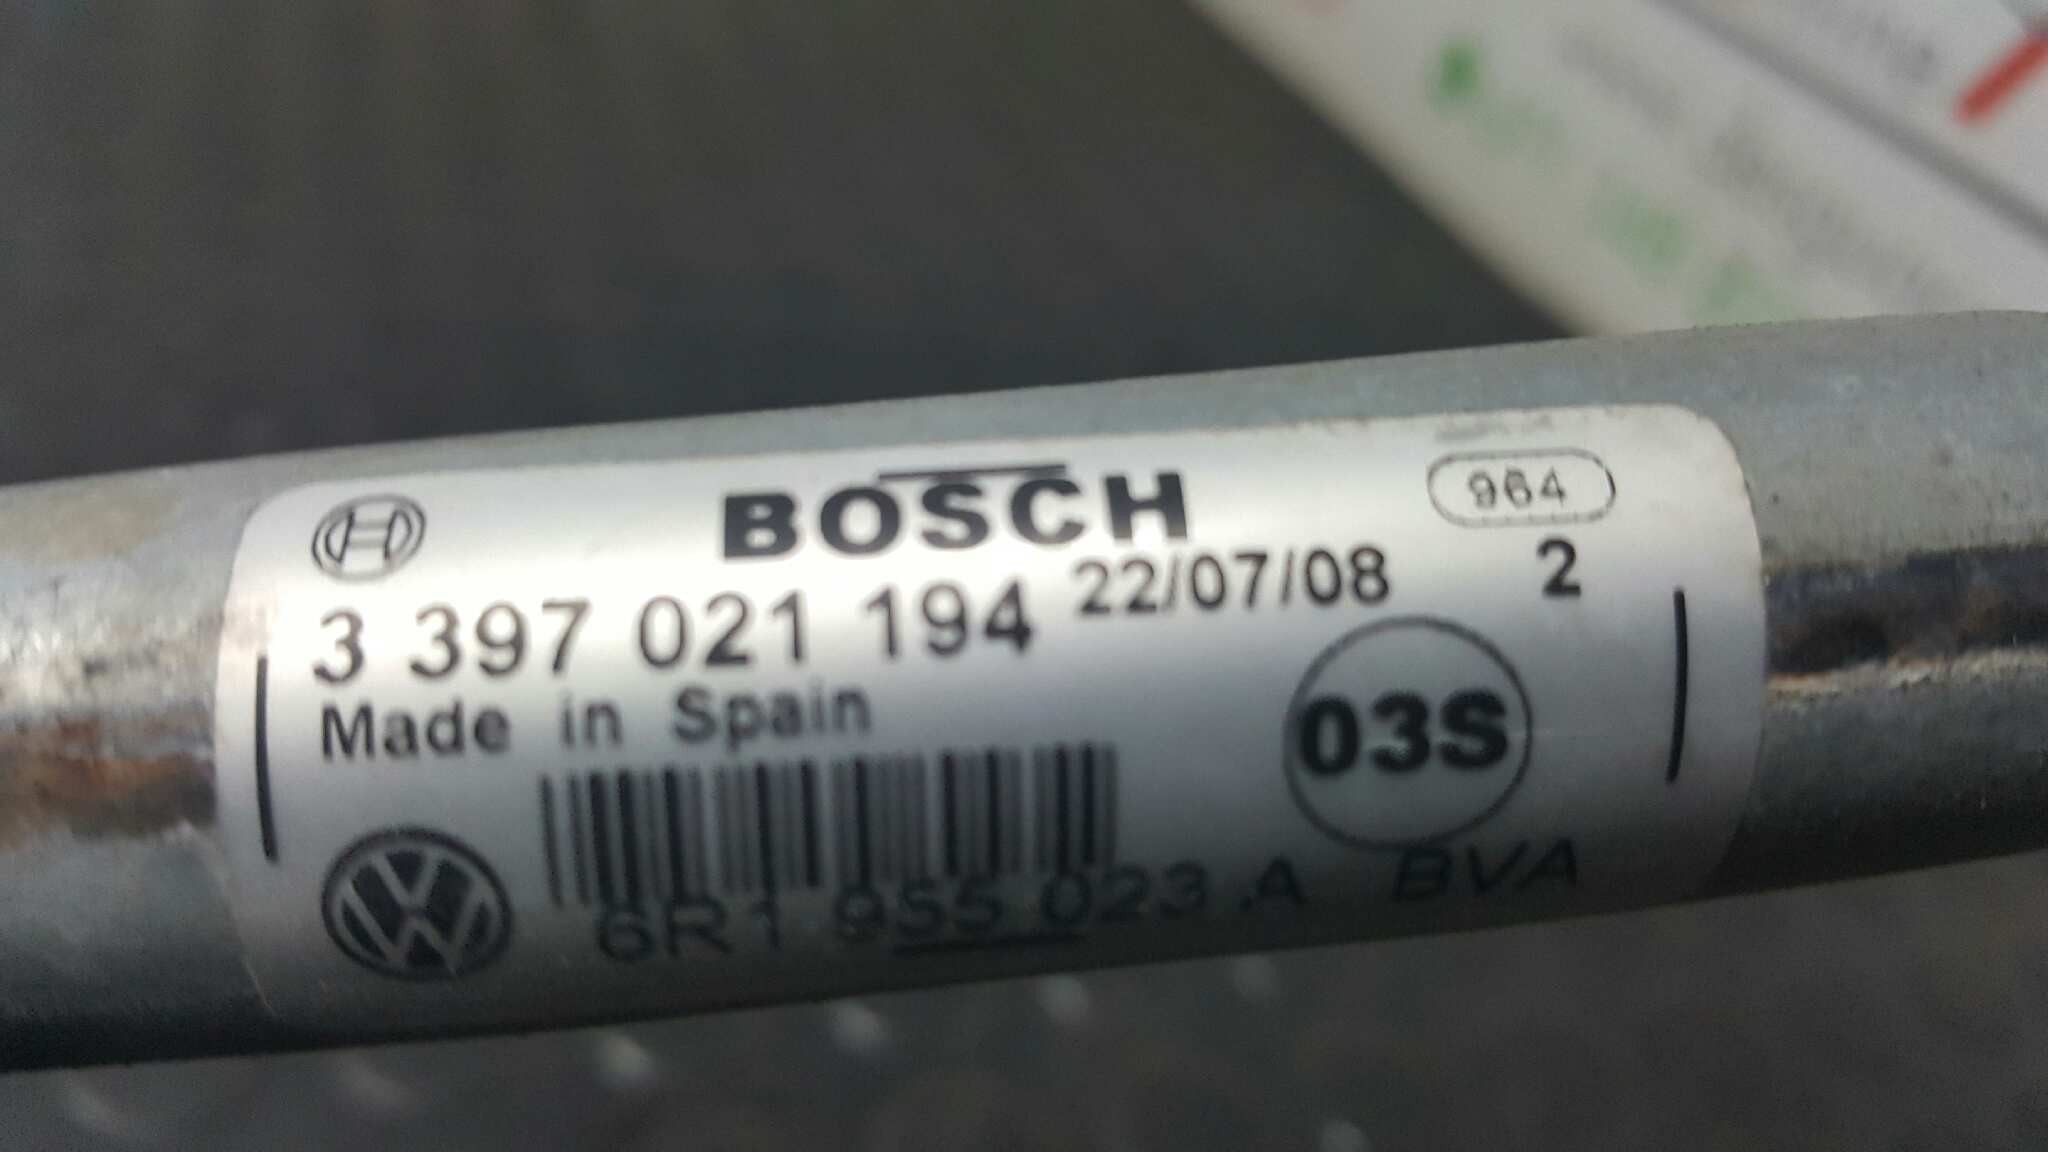 BOSCH
964
3 397 021 194 22/07/08 2
Made in Spain
03S
6R1 955 023 A BVA